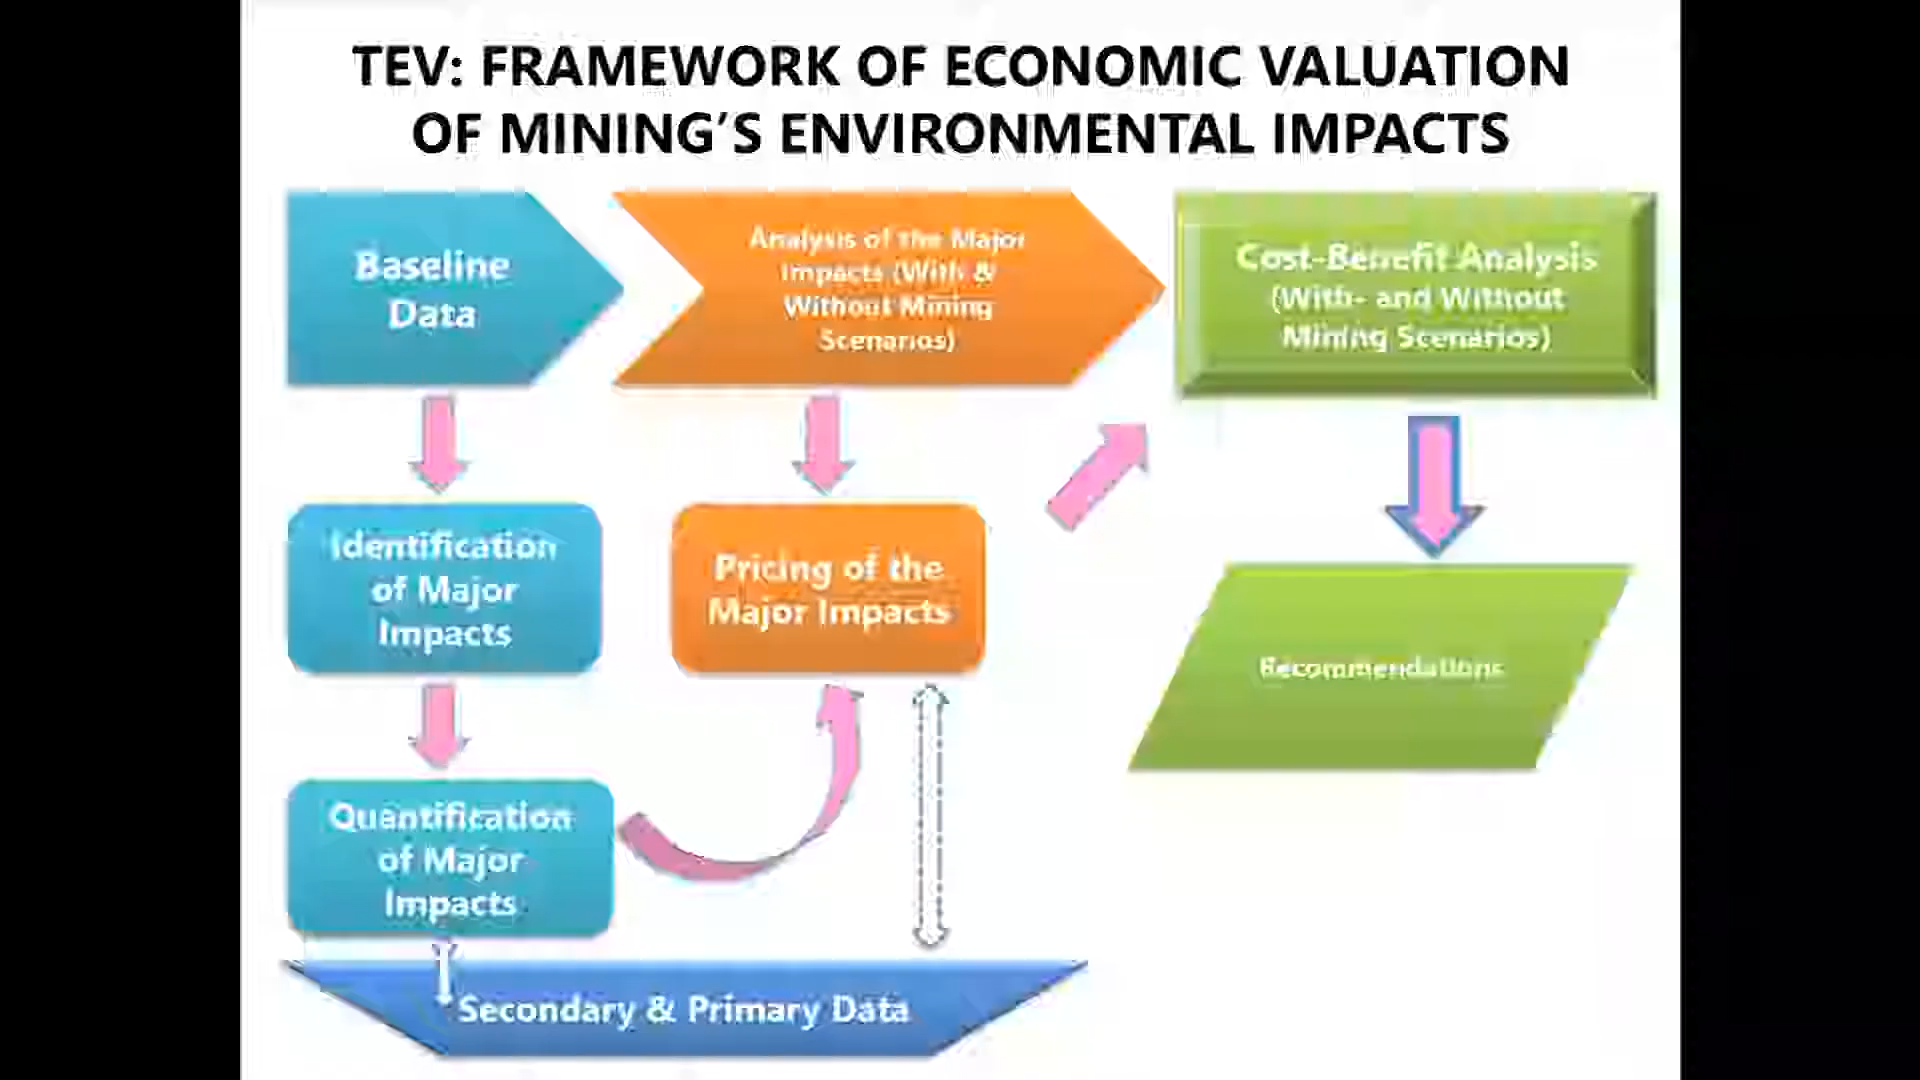 TEV: FRAMEWORK OF ECONOMIC VALUATION
OF MINING'S ENVIRONMENTAL IMPACTS
Baseline
Data
Analysis of the Major
Impacts (With &
Without Mining
Scenarios)
Cost-Benefit Analysis
(With- and Without
Mining Scenarios)
Identification
of Major
Impacts
Pricing of the
Major Impacts
Recommendations
Quantification
of Major
Impacts
Secondary & Primary Data